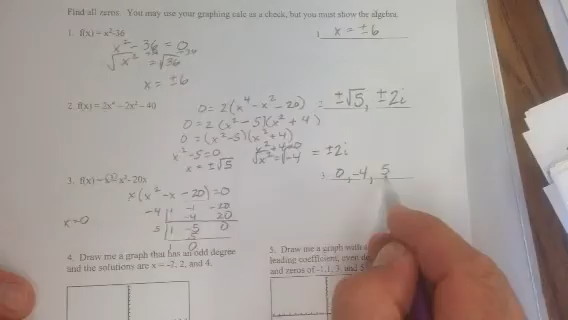 Find all zeros. You may use your graphing calc as a check, but you must show the algebra.
1. f(x) = x²-36
1. x = ±6
x² - 36 = 0
√x² = √36
x = ±6
2. f(x) = 2x⁴ - 2x² - 40
0 = 2(x⁴ - x² - 20)
±√5, ±2i
0 = 2(x² - 5)(x² + 4)
0 = (x² - 5)(x² + 4)
x² - 5 = 0
x² + 4 = 0
x = ±√5
√x² = √-4 = ±2i
3. f(x) = x² - 20x
3. 0, -4, 5
x(x² - x - 20) = 0
x = 0
-4 1 -1 -20
-4 20
5 1 -5 0
5
1 0
4. Draw me a graph that has an odd degree
and the solutions are x = -2, 2, and 4.
5. Draw me a graph with a
leading coefficient, even de
and zeros of -1, 1, 3, and